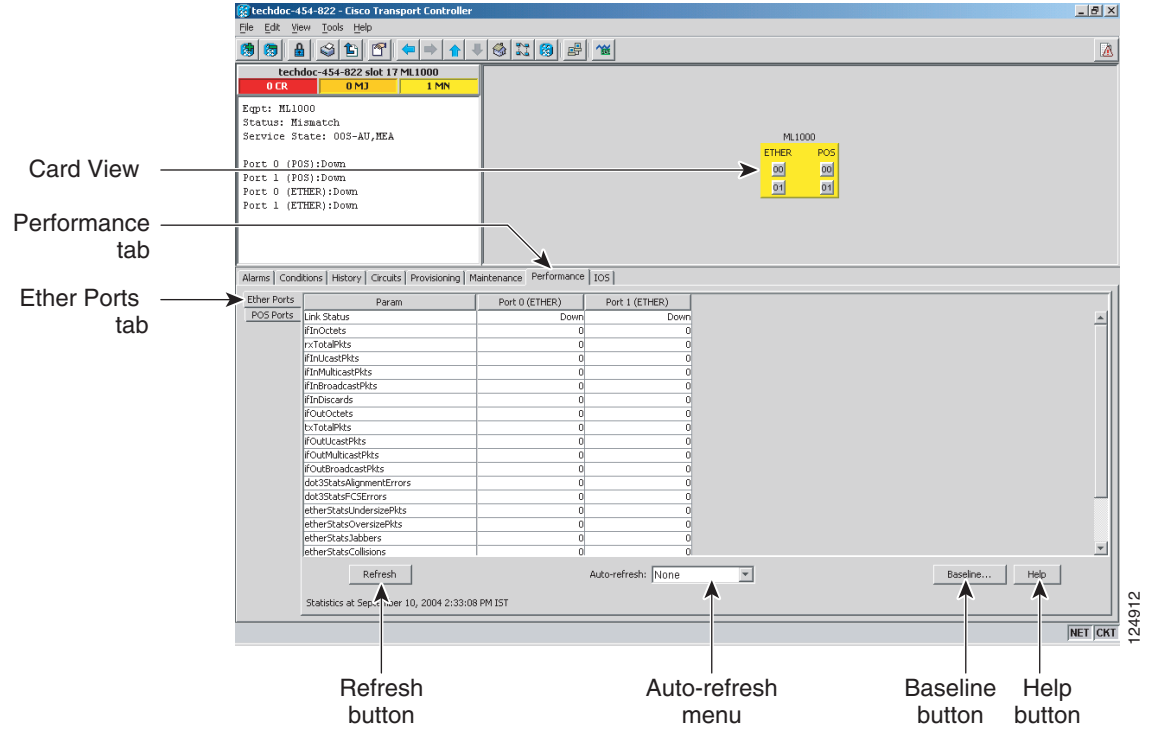 techdoc-454-822 - Cisco Transport Controller
File Edit View Tools Help
techdoc-454-822 slot 17 ML1000
0 CR 0 MJ 1 MN
Eqpt: ML1000
Status: Mismatch
Service State: OOS-AU,MEA
Port 0 (POS):Down
Port 1 (POS):Down
Port 0 (ETHER):Down
Port 1 (ETHER):Down
ML1000
ETHER POS
00 00
01 01
Card View
Performance
tab
Ether Ports
tab
Alarms Conditions History Circuits Provisioning Maintenance Performance IOS
Ether Ports
POS Ports
Param Port 0 (ETHER) Port 1 (ETHER)
Link Status Down Down
ifInOctets 0 0
rxTotalPkts 0 0
ifInUcastPkts 0 0
ifInMulticastPkts 0 0
ifInBroadcastPkts 0 0
ifInDiscards 0 0
ifOutOctets 0 0
txTotalPkts 0 0
ifOutUcastPkts 0 0
ifOutMulticastPkts 0 0
ifOutBroadcastPkts 0 0
dot3StatsAlignmentErrors 0 0
dot3StatsFCSErrors 0 0
etherStatsUndersizePkts 0 0
etherStatsOversizePkts 0 0
etherStatsJabbers 0 0
etherStatsCollisions 0 0
Refresh Auto-refresh: None Baseline... Help
Statistics at September 10, 2004 2:33:08 PM IST
NET CKT
124912
Refresh
button
Auto-refresh
menu
Baseline
button
Help
button